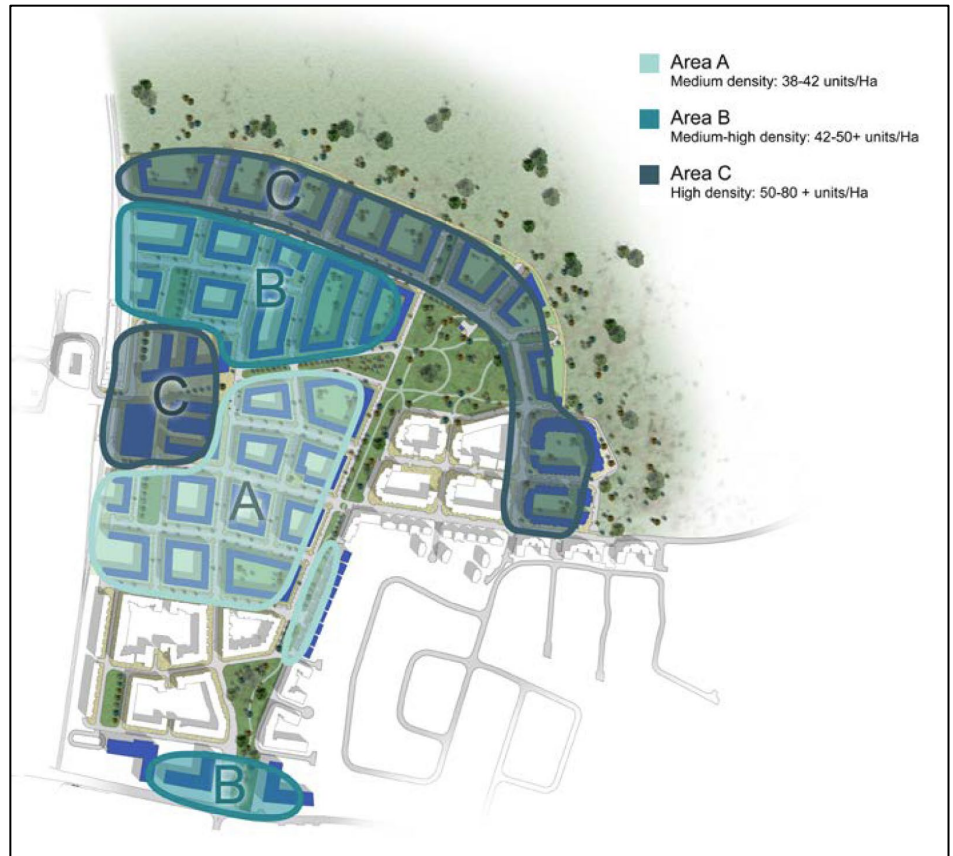 Area A
Medium density: 38-42 units/Ha
Area B
Medium-high density: 42-50+ units/Ha
Area C
High density: 50-80 + units/Ha
C
B
C
A
B